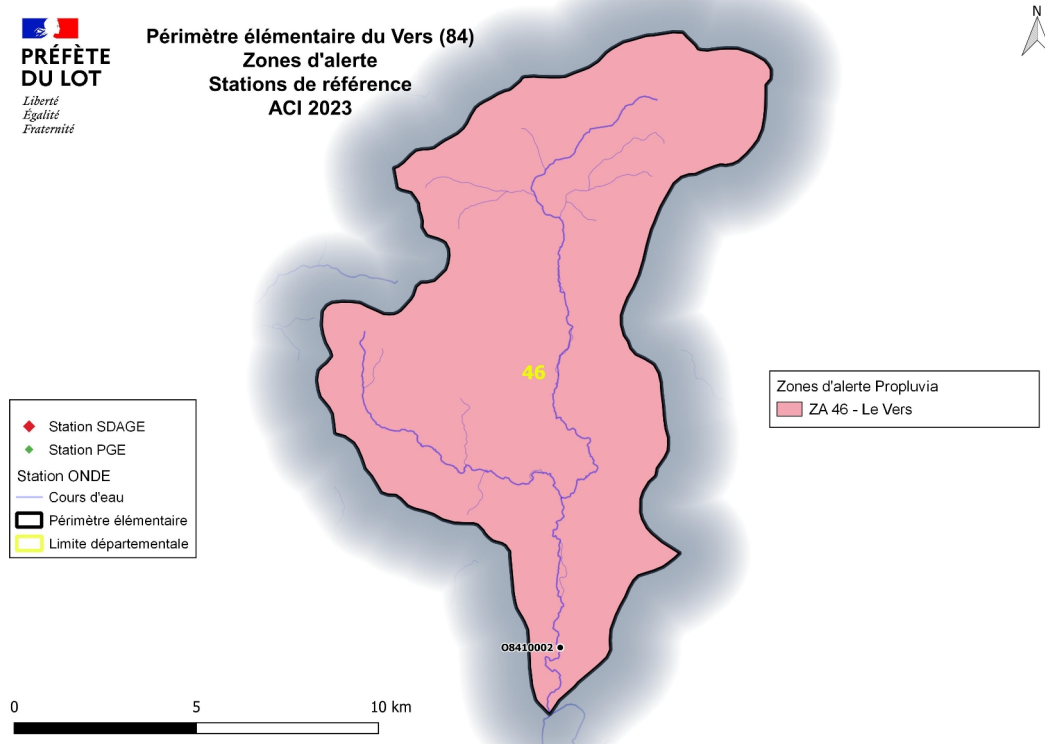 PRÉFÈTE
DU LOT
Liberté
Égalité
Fraternité
Périmètre élémentaire du Vers (84)
Zones d'alerte
Stations de référence
ACI 2023
N
46
Zones d'alerte Propluvia
ZA 46 - Le Vers
Station SDAGE
Station PGE
Station ONDE
Cours d'eau
Périmètre élémentaire
Limite départementale
O8410002
0 5 10 km